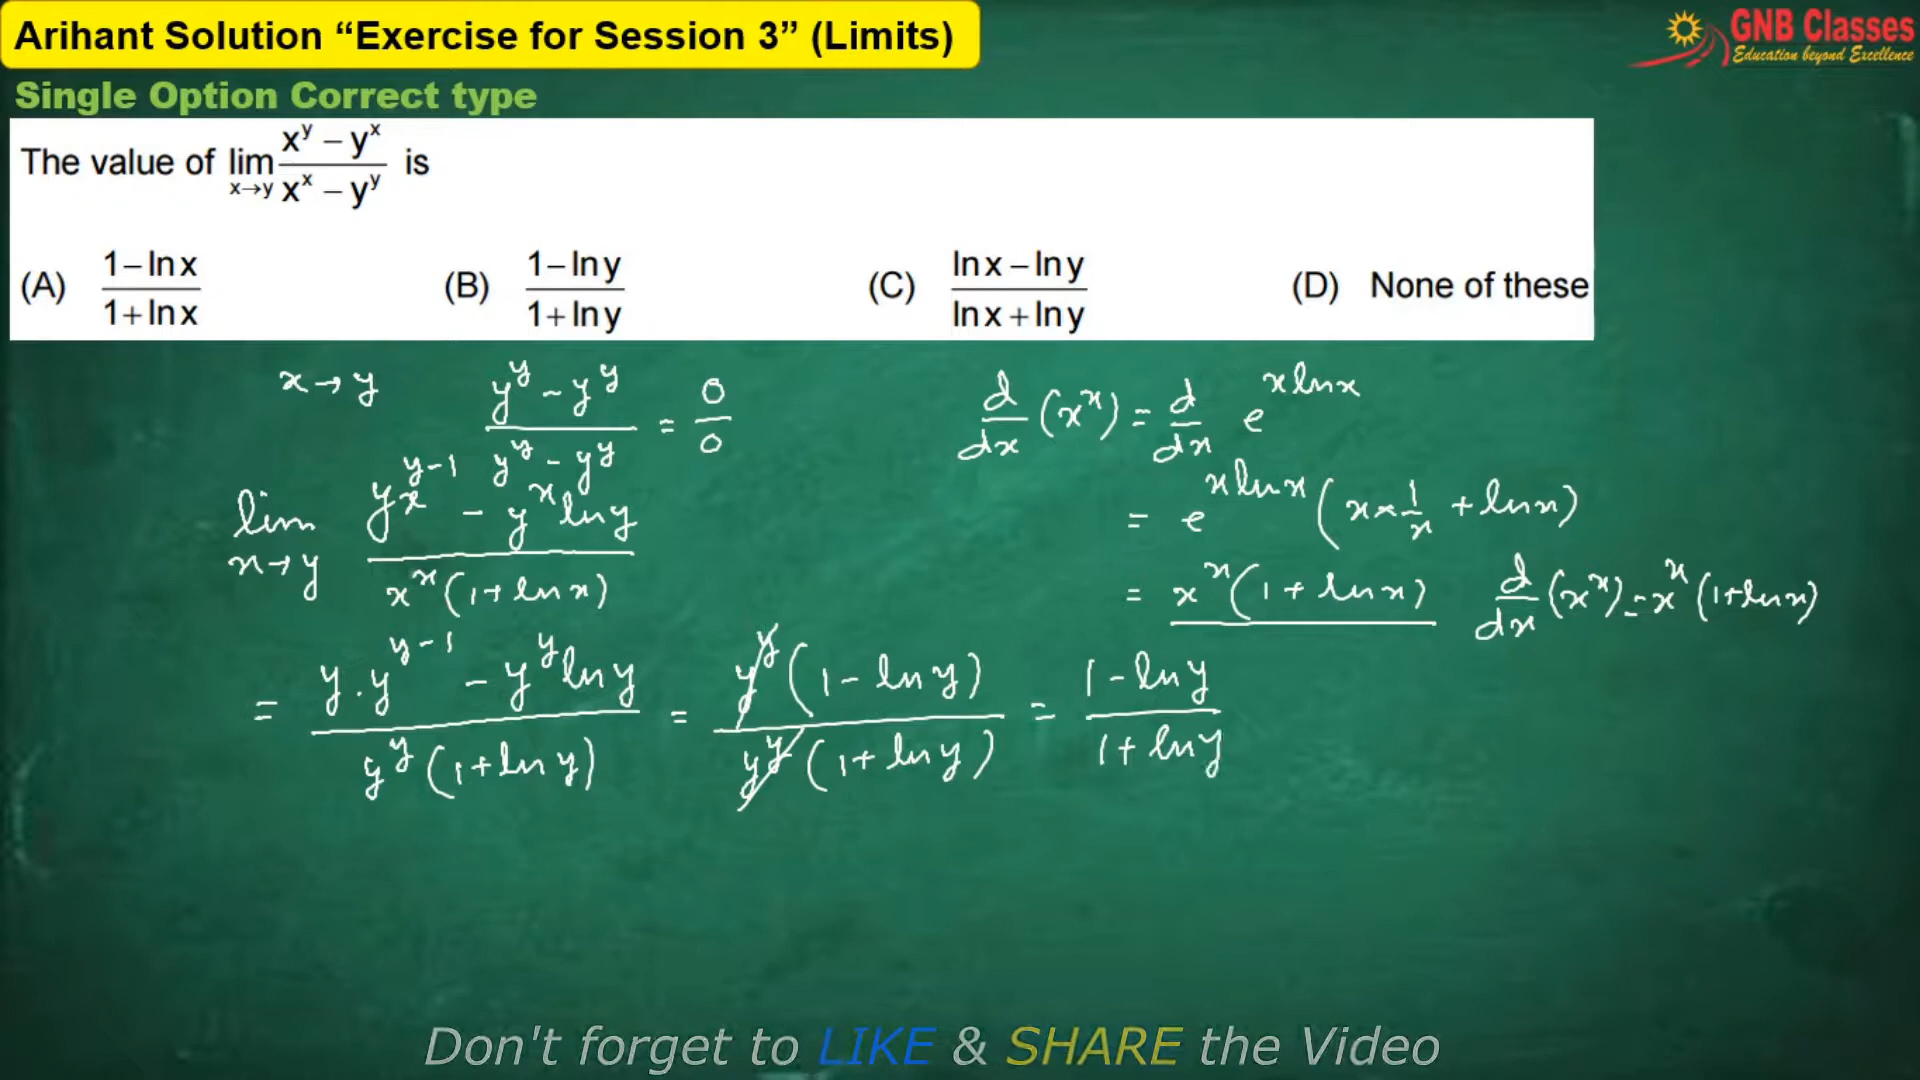 Arihant Solution “Exercise for Session 3” (Limits)
GNB Classes
Education beyond Excellence
Single Option Correct type
The value of lim_{x→y} (x^y − y^x)/(x^x − y^y) is
(A) (1− ln x)/(1+ ln x) (B) (1− ln y)/(1+ ln y) (C) (ln x − ln y)/(ln x + ln y) (D) None of these
x → y (y^y − y^y)/(y^y − y^y) = 0/0
lim_{x→y} (y x^{y−1} − y^x ln y)/(x^x (1 + ln x))
= (y · y^{y−1} − y^y ln y)/(y^y (1 + ln y)) = (y^y (1 − ln y))/(y^y (1 + ln y)) = (1 − ln y)/(1 + ln y)
d/dx (x^x) = d/dx e^{x ln x}
= e^{x ln x} (x × 1/x + ln x)
= x^x (1 + ln x) d/dx (x^x) = x^x (1 + ln x)
Don't forget to LIKE & SHARE the Video